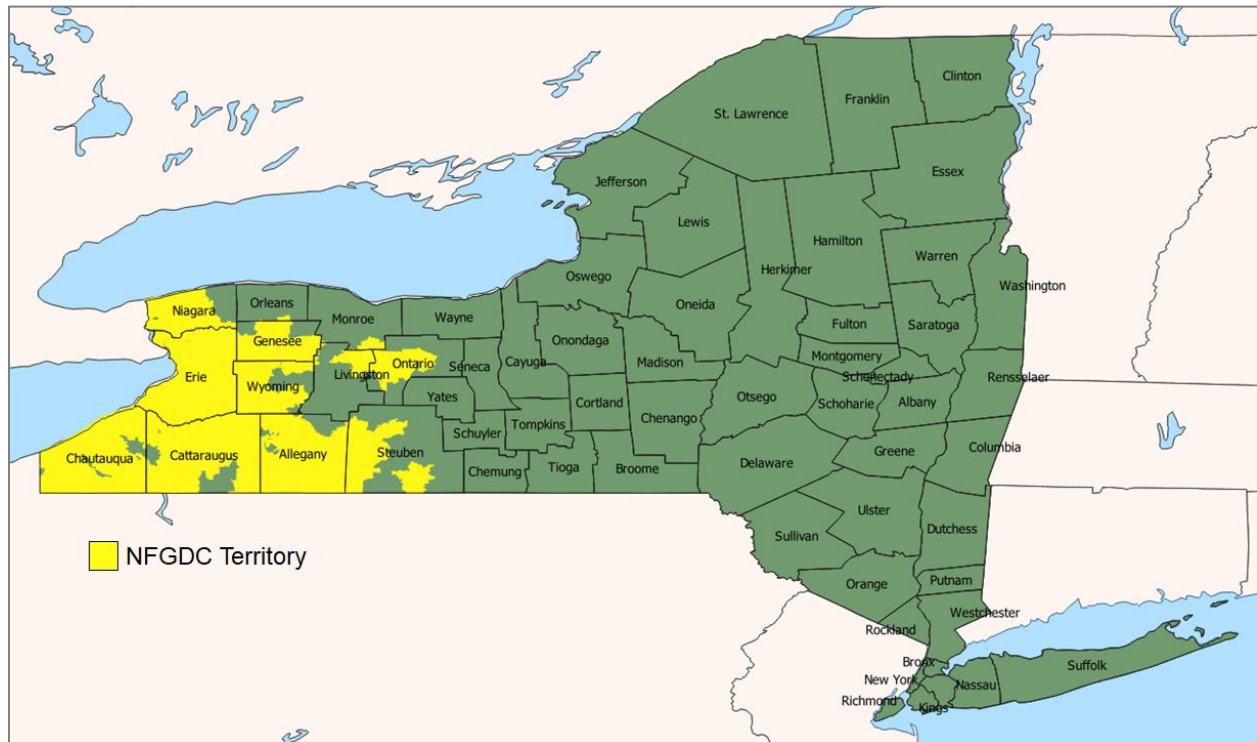 Clinton
Franklin
St. Lawrence
Essex
Jefferson
Lewis
Hamilton
Warren
Herkimer
Oswego
Washington
Oneida
Niagara
Orleans
Monroe
Wayne
Fulton
Saratoga
Genesee
Onondaga
Madison
Montgomery
Ontario
Seneca
Cayuga
Schenectady
Erie
Wyoming
Livingston
Rensselaer
Yates
Cortland
Otsego
Schoharie
Albany
Chenango
Tompkins
Schuyler
Columbia
Chautauqua
Cattaraugus
Allegany
Steuben
Greene
Delaware
Chemung
Tioga
Broome
Ulster
Dutchess
Sullivan
NFGDC Territory
Orange
Putnam
Westchester
Rockland
Bronx
Suffolk
New York
Nassau
Richmond
Kings